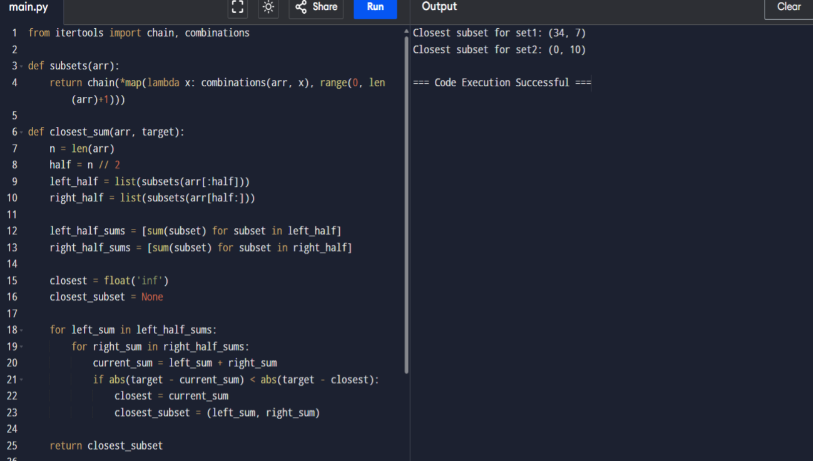 main.py
Share
Run
Output
Clear
1 from itertools import chain, combinations
2
3 def subsets(arr):
4 return chain(*map(lambda x: combinations(arr, x), range(0, len
(arr)+1)))
5
6 def closest_sum(arr, target):
7 n = len(arr)
8 half = n // 2
9 left_half = list(subsets(arr[:half]))
10 right_half = list(subsets(arr[half:]))
11
12 left_half_sums = [sum(subset) for subset in left_half]
13 right_half_sums = [sum(subset) for subset in right_half]
14
15 closest = float('inf')
16 closest_subset = None
17
18 for left_sum in left_half_sums:
19 for right_sum in right_half_sums:
20 current_sum = left_sum + right_sum
21 if abs(target - current_sum) < abs(target - closest):
22 closest = current_sum
23 closest_subset = (left_sum, right_sum)
24
25 return closest_subset
26
Closest subset for set1: (34, 7)
Closest subset for set2: (0, 10)
=== Code Execution Successful ===